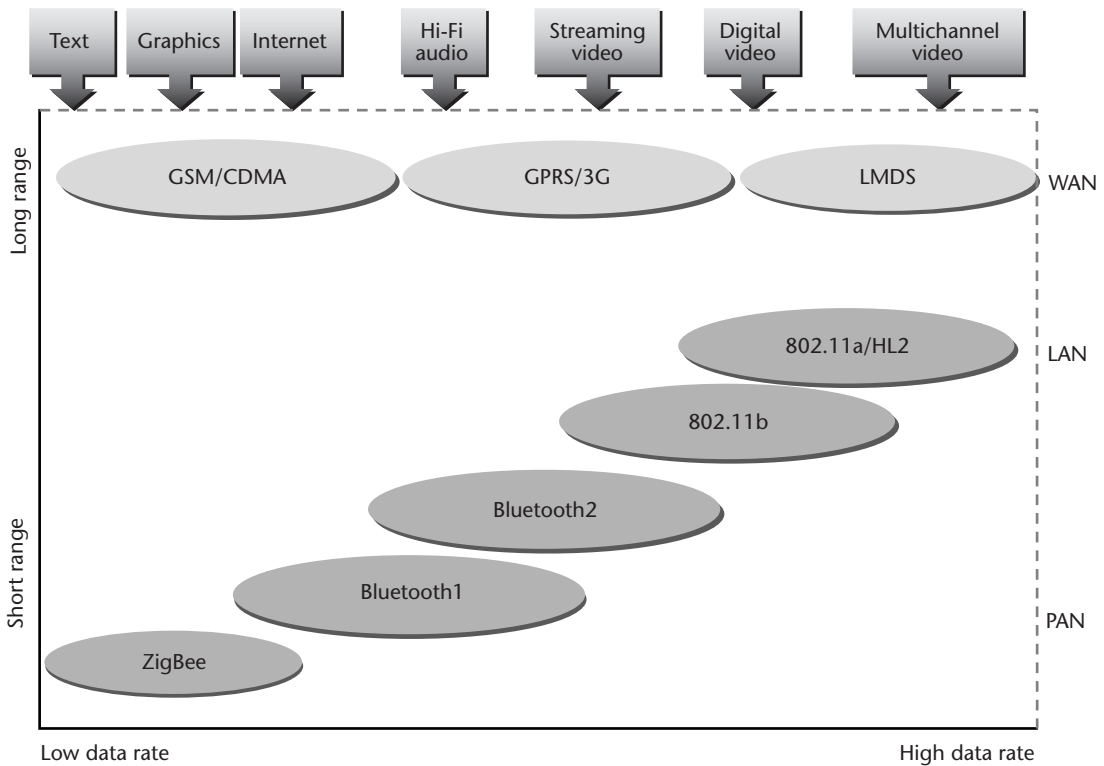 Text
Graphics
Internet
Hi-Fi
audio
Streaming
video
Digital
video
Multichannel
video
Long range
GSM/CDMA
GPRS/3G
LMDS
WAN
802.11a/HL2
LAN
802.11b
Bluetooth2
Short range
Bluetooth1
PAN
ZigBee
Low data rate
High data rate